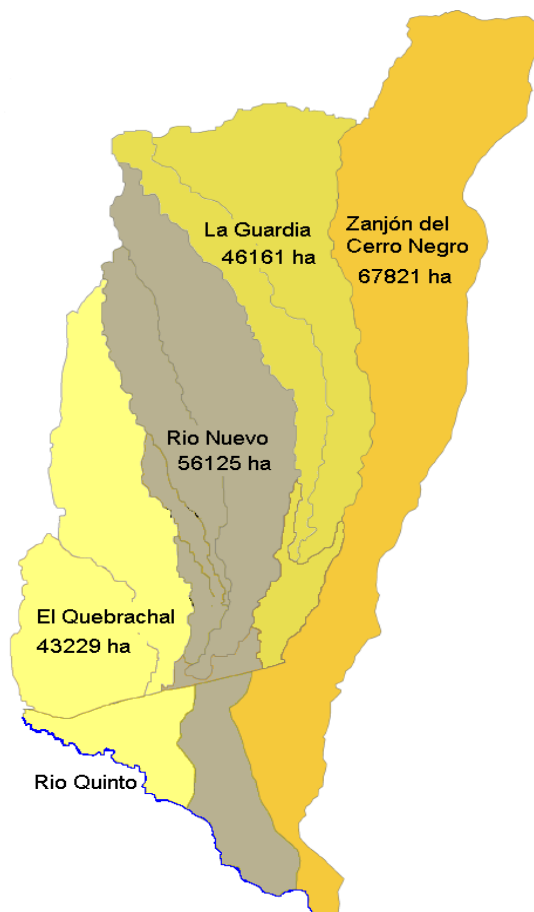 La Guardia
46161 ha
Zanjón del
Cerro Negro
67821 ha
Rio Nuevo
56125 ha
El Quebrachal
43229 ha
Rio Quinto